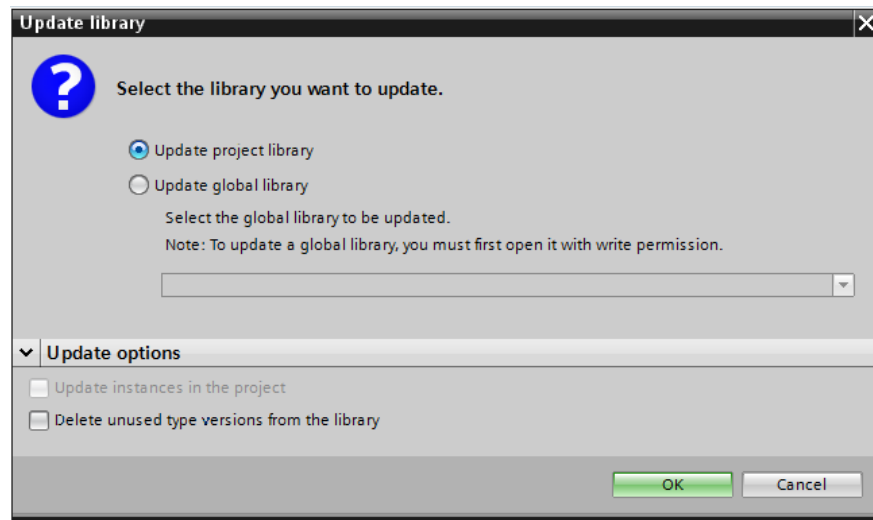 Update library
Select the library you want to update.
Update project library
Update global library
Select the global library to be updated.
Note: To update a global library, you must first open it with write permission.
Update options
Update instances in the project
Delete unused type versions from the library
OK
Cancel